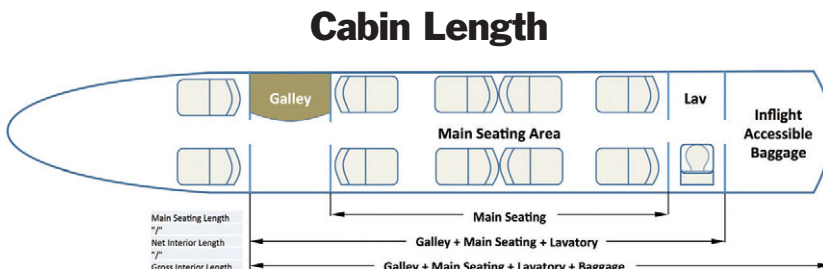 Cabin Length
Galley
Lav
Inflight
Accessible
Baggage
Main Seating Area
Main Seating Length
"/"
Net Interior Length
"/"
Gross Interior Length
Main Seating
Galley + Main Seating + Lavatory
Galley + Main Seating + Lavatory + Baggage